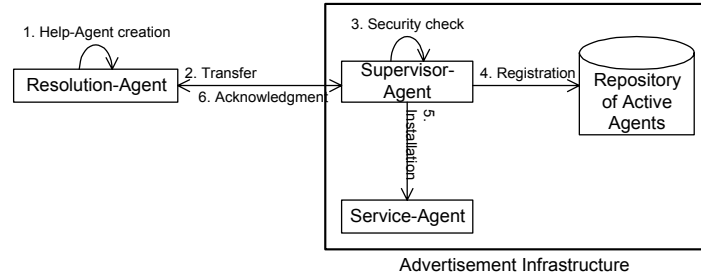 1. Help-Agent creation
Resolution-Agent
2. Transfer
6. Acknowledgment
3. Security check
Supervisor-
Agent
4. Registration
Repository
of Active
Agents
5.
Installation
Service-Agent
Advertisement Infrastructure